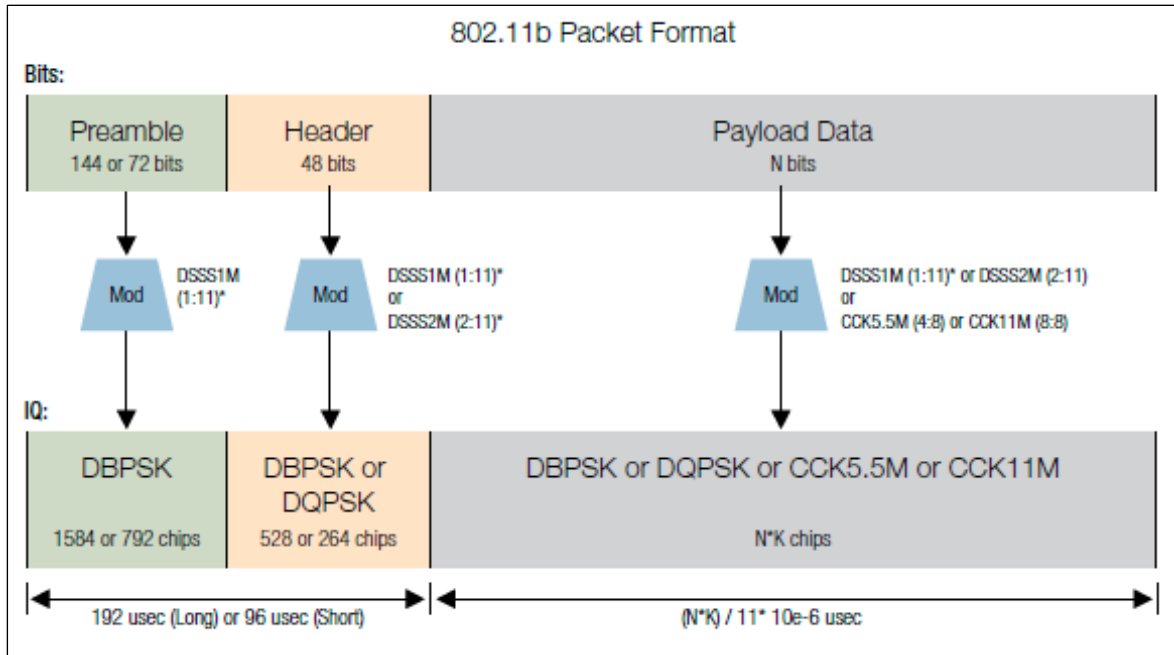 802.11b Packet Format
Bits:
Preamble
144 or 72 bits
Header
48 bits
Payload Data
N bits
Mod
DSSS1M
(1:11)*
Mod
DSSS1M (1:11)*
or
DSSS2M (2:11)*
Mod
DSSS1M (1:11)* or DSSS2M (2:11)
or
CCK5.5M (4:8) or CCK11M (8:8)
IQ:
DBPSK
1584 or 792 chips
DBPSK or
DQPSK
528 or 264 chips
DBPSK or DQPSK or CCK5.5M or CCK11M
N*K chips
192 usec (Long) or 96 usec (Short)
(N*K) / 11* 10e-6 usec